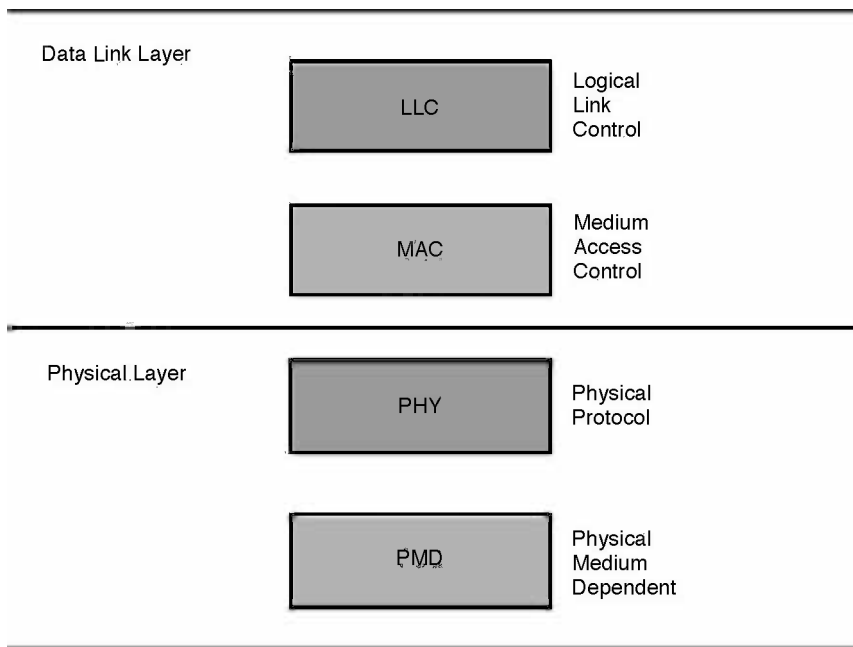 Data Link Layer
LLC
Logical
Link
Control
MAC
Medium
Access
Control
Physical Layer
PHY
Physical
Protocol
PMD
Physical
Medium
Dependent